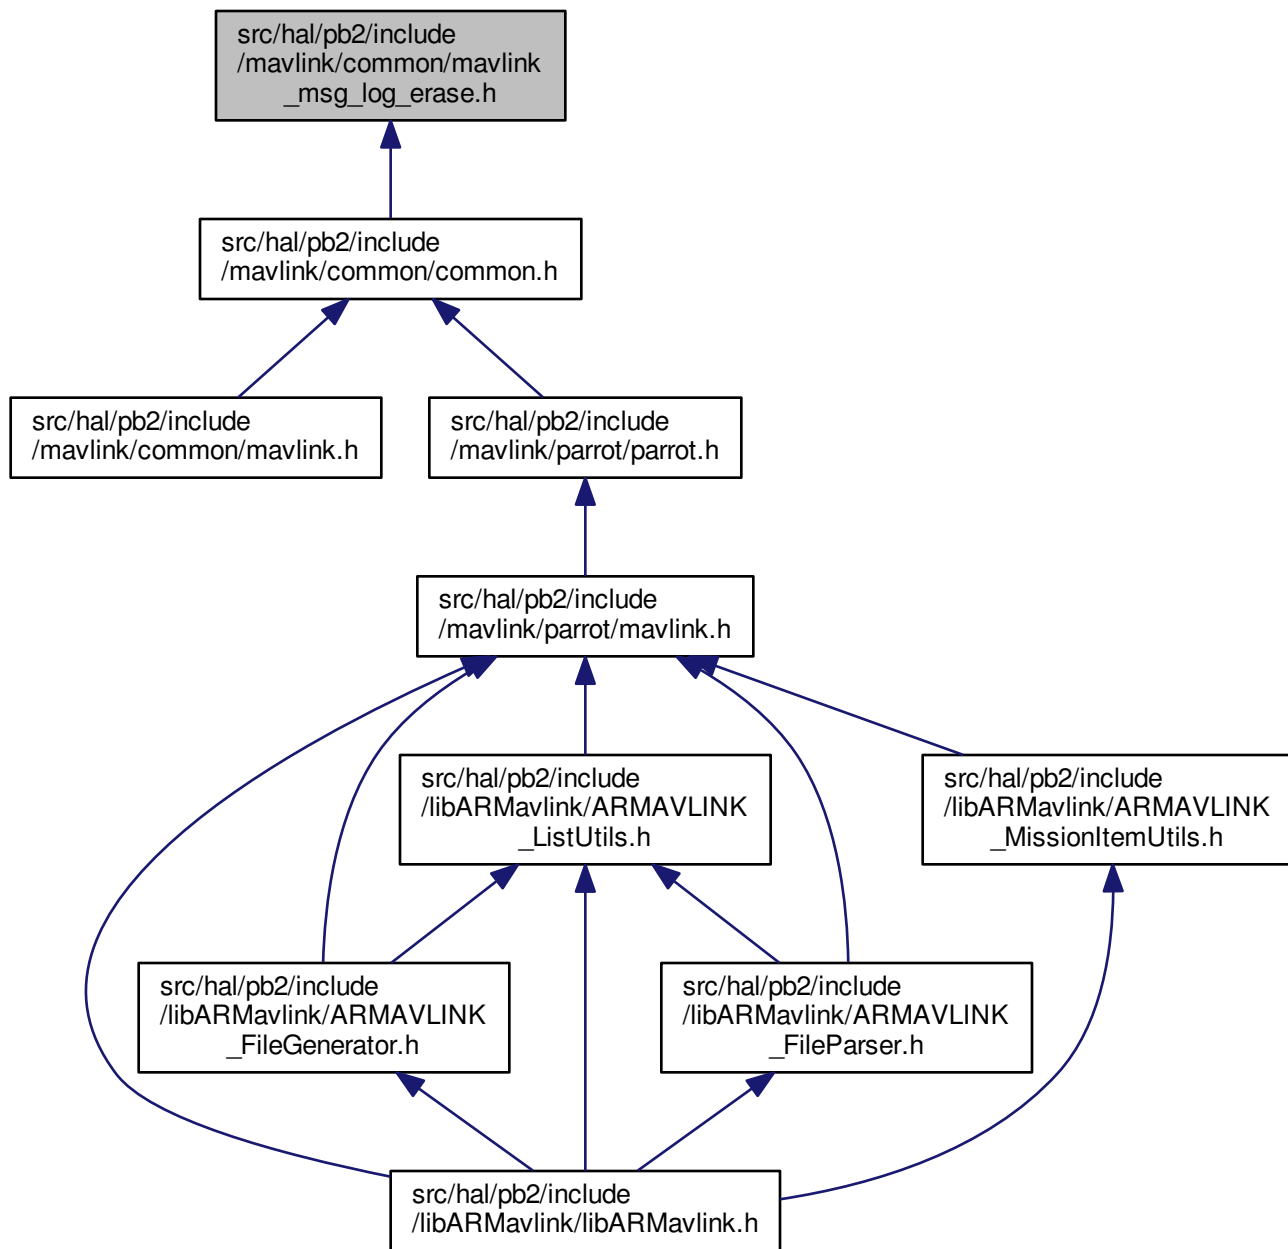 src/hal/pb2/include
/mavlink/common/mavlink
_msg_log_erase.h
src/hal/pb2/include
/mavlink/common/common.h
src/hal/pb2/include
/mavlink/common/mavlink.h
src/hal/pb2/include
/mavlink/parrot/parrot.h
src/hal/pb2/include
/mavlink/parrot/mavlink.h
src/hal/pb2/include
/libARMavlink/ARMAVLINK
_ListUtils.h
src/hal/pb2/include
/libARMavlink/ARMAVLINK
_MissionItemUtils.h
src/hal/pb2/include
/libARMavlink/ARMAVLINK
_FileGenerator.h
src/hal/pb2/include
/libARMavlink/ARMAVLINK
_FileParser.h
src/hal/pb2/include
/libARMavlink/libARMavlink.h